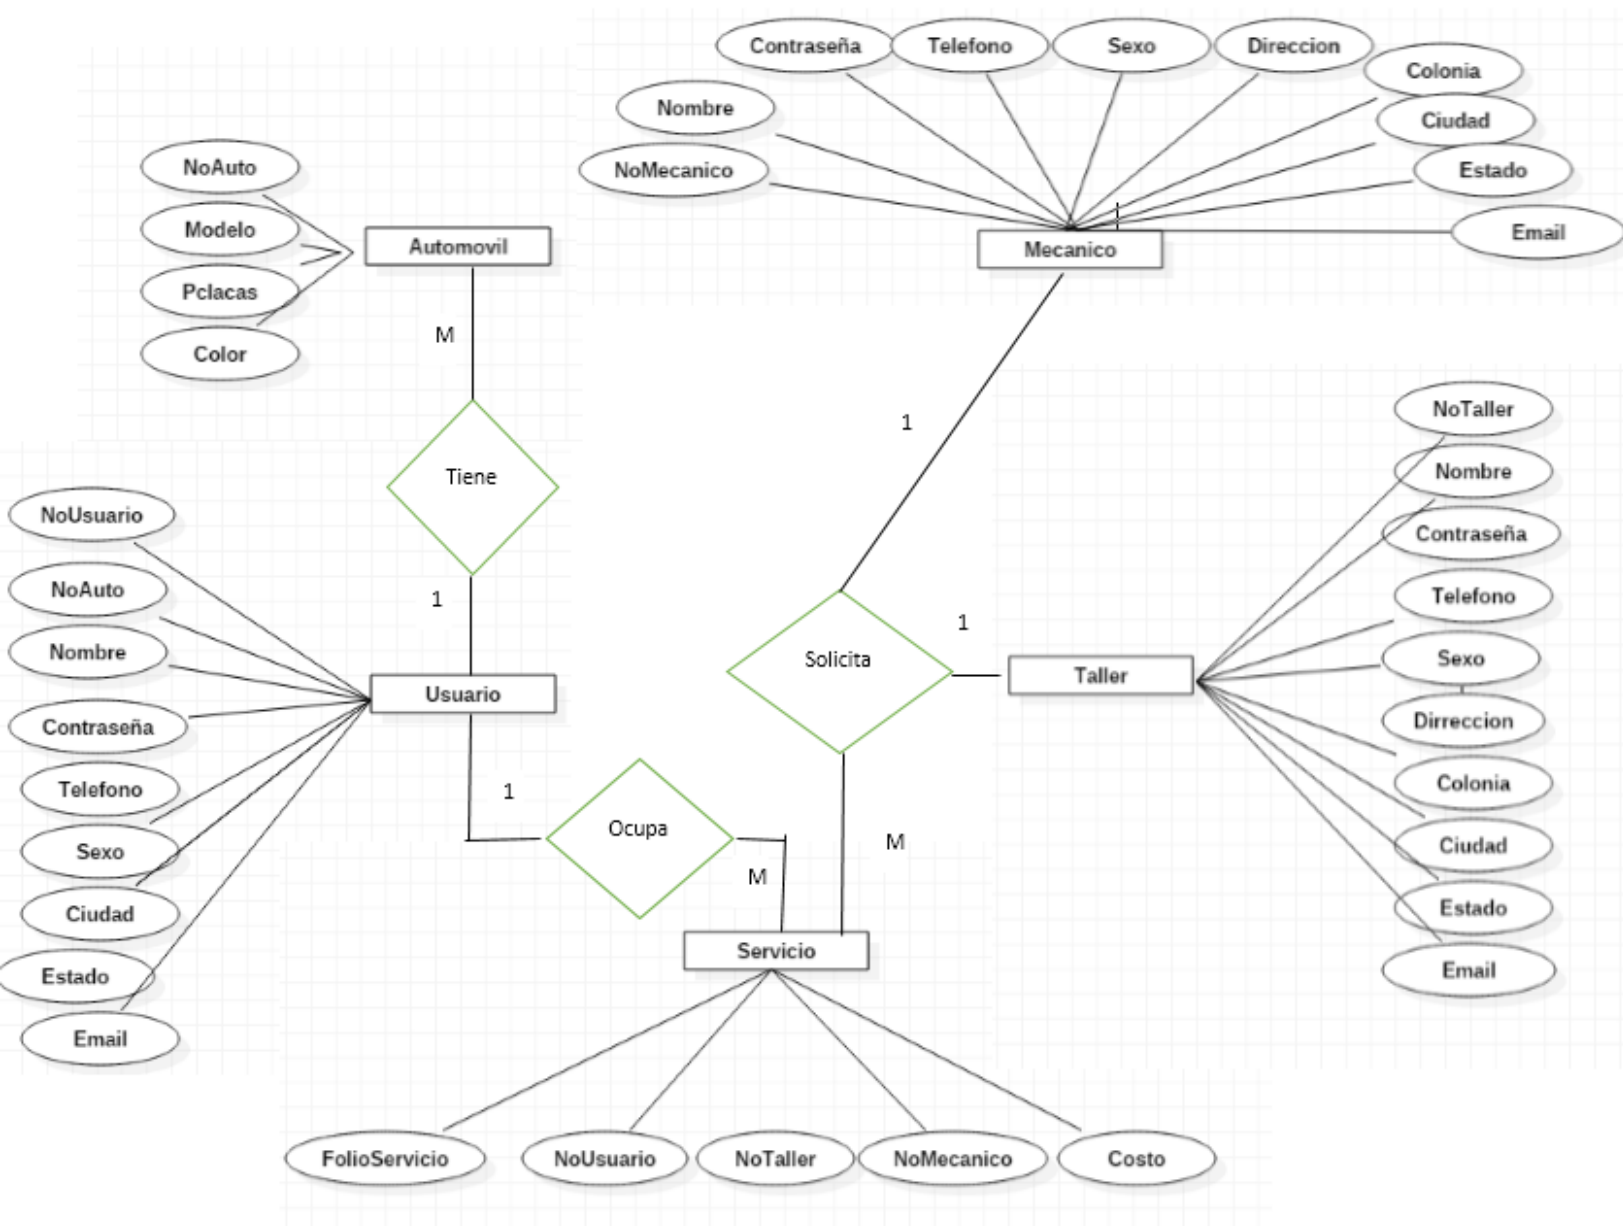 Contraseña
Telefono
Sexo
Direccion
Colonia
Nombre
Ciudad
NoMecanico
Estado
Email
Mecanico
NoAuto
Modelo
Pclacas
Color
Automovil
M
Tiene
1
1
NoUsuario
NoAuto
Nombre
Contraseña
Telefono
Sexo
Ciudad
Estado
Email
Usuario
1
Ocupa
M
Solicita
1
M
Taller
NoTaller
Nombre
Contraseña
Telefono
Sexo
Dirreccion
Colonia
Ciudad
Estado
Email
Servicio
FolioServicio
NoUsuario
NoTaller
NoMecanico
Costo